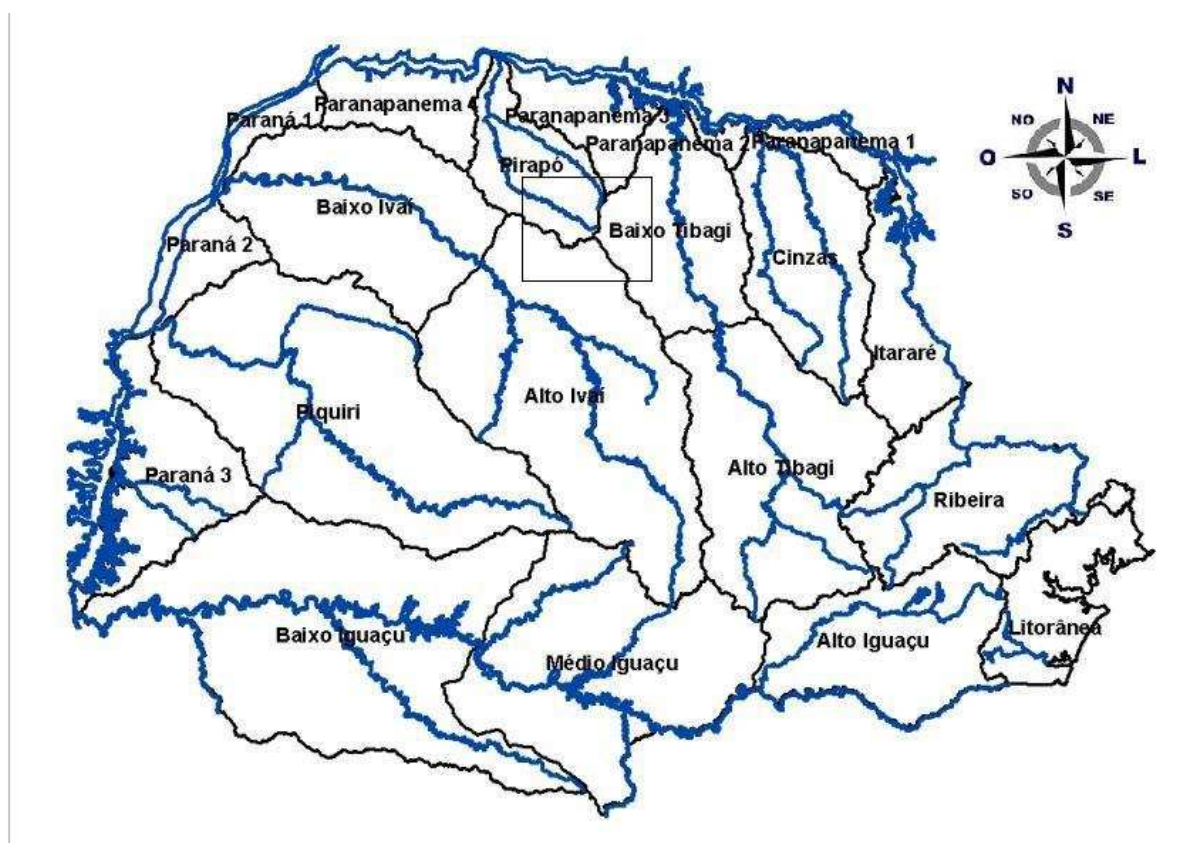 N
NO
NE
O
L
SO
SE
S
Paraná 1
Paranapanema 4
Paranapanema 3
Paranapanema 2
Paranapanema 1
Pirapó
Baixo Ivaí
Baixo Tibagi
Paraná 2
Cinzas
Itararé
Alto Ivaí
Piquiri
Paraná 3
Alto Tibagi
Ribeira
Baixo Iguaçu
Médio Iguaçu
Alto Iguaçu
Litorânea